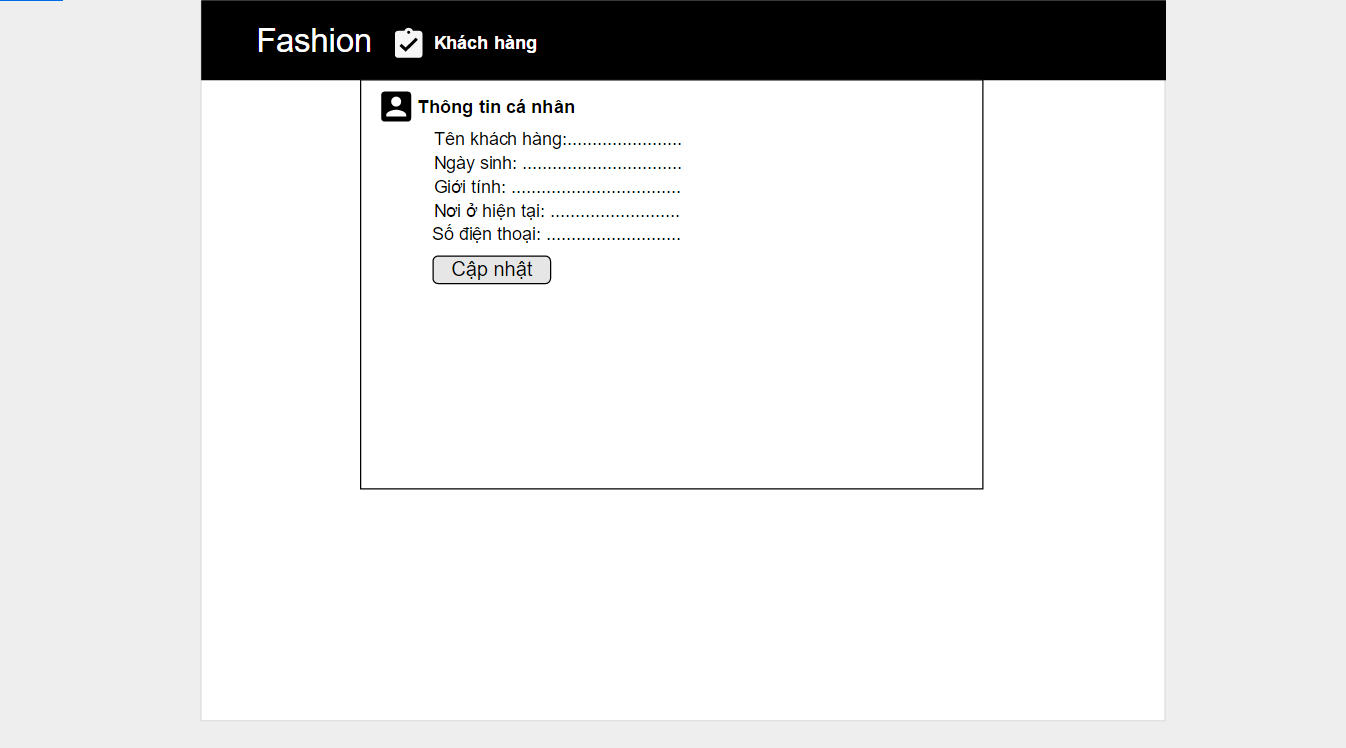 Fashion Khách hàng
Thông tin cá nhân
Tên khách hàng:.......................
Ngày sinh: ................................
Giới tính: ..................................
Nơi ở hiện tại: ..........................
Số điện thoại: ...........................
Cập nhật